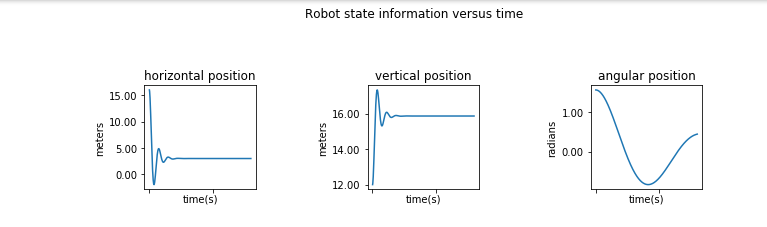 Robot state information versus time
horizontal position
15.00
10.00
5.00
0.00
meters
time(s)
vertical position
16.00
14.00
12.00
meters
time(s)
angular position
1.00
0.00
radians
time(s)